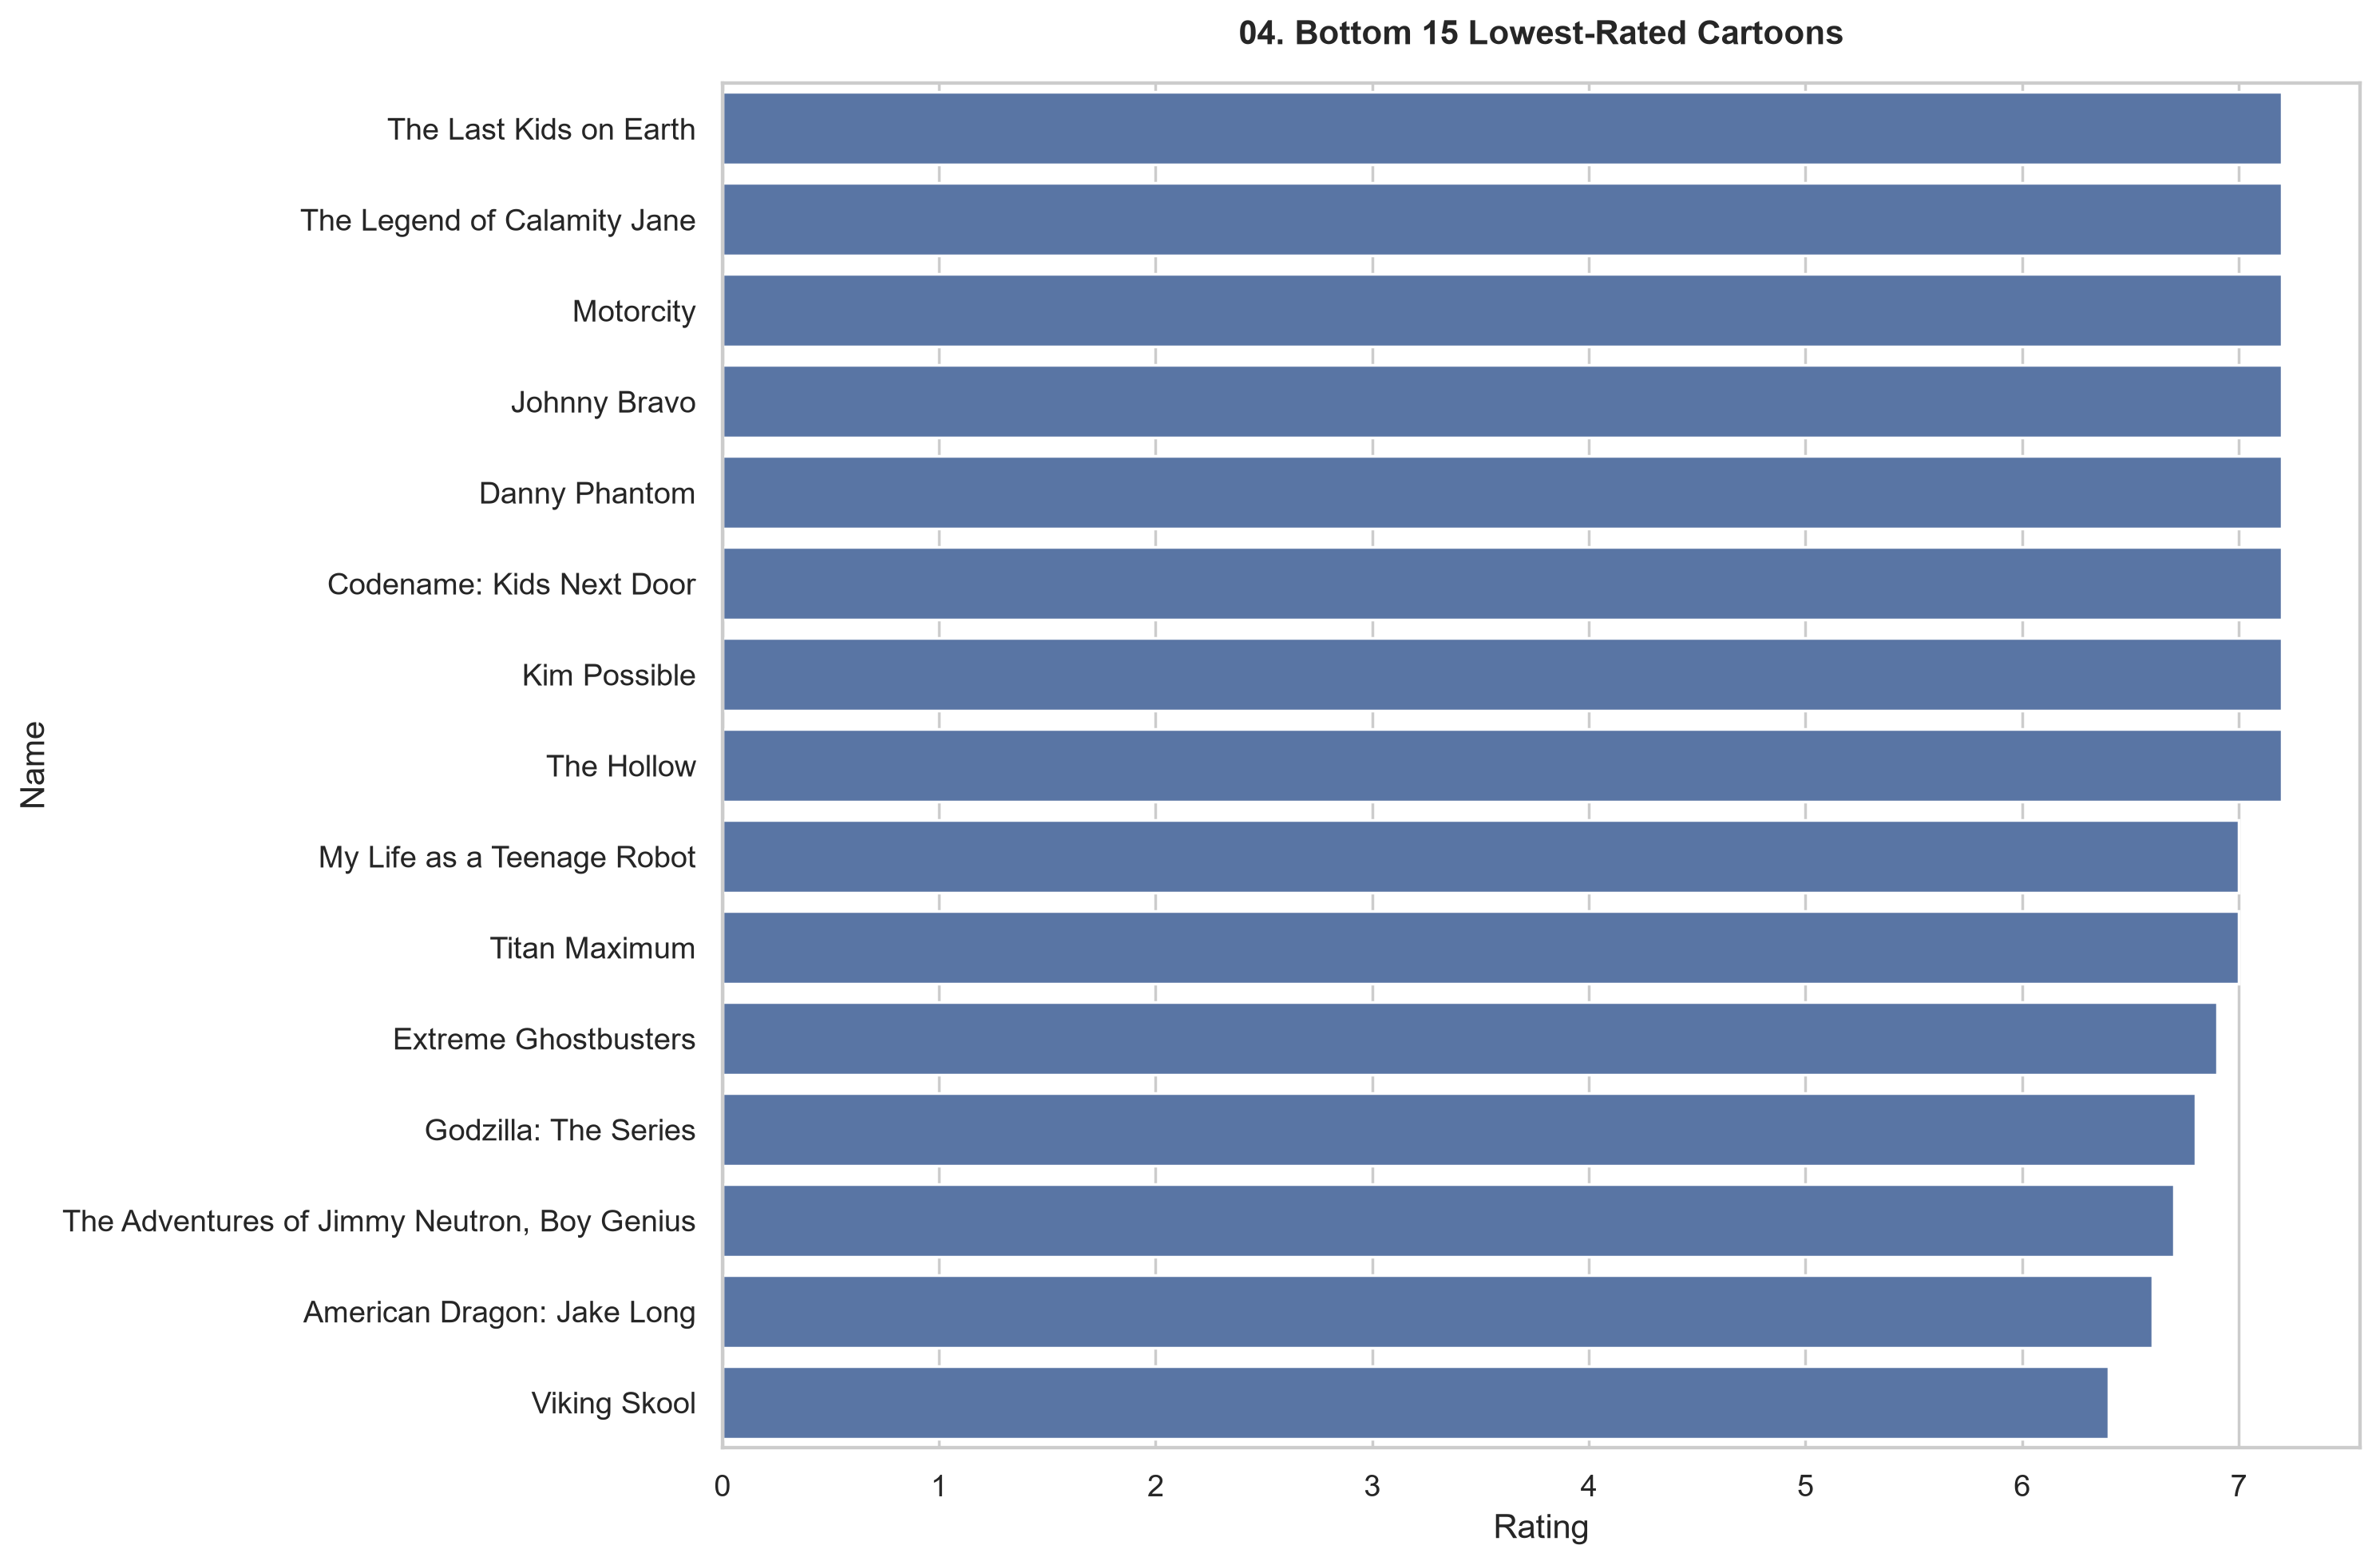 04. Bottom 15 Lowest-Rated Cartoons
The Last Kids on Earth
The Legend of Calamity Jane
Motorcity
Johnny Bravo
Danny Phantom
Codename: Kids Next Door
Kim Possible
The Hollow
My Life as a Teenage Robot
Titan Maximum
Extreme Ghostbusters
Godzilla: The Series
The Adventures of Jimmy Neutron, Boy Genius
American Dragon: Jake Long
Viking Skool
Name
0 1 2 3 4 5 6 7
Rating